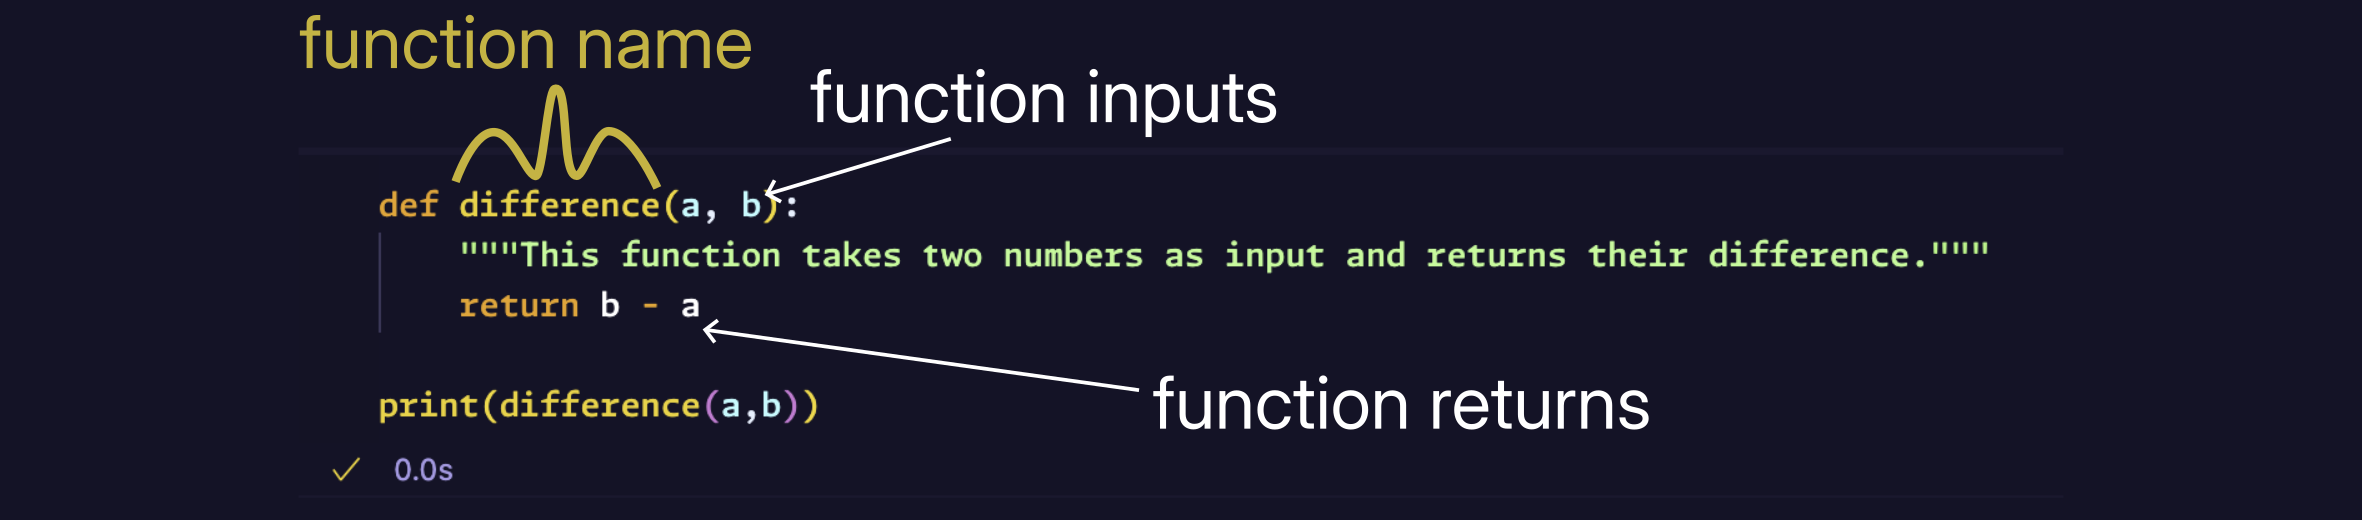 function name
function inputs
def difference(a, b):
"""This function takes two numbers as input and returns their difference."""
return b - a
function returns
print(difference(a,b))
✓ 0.0s